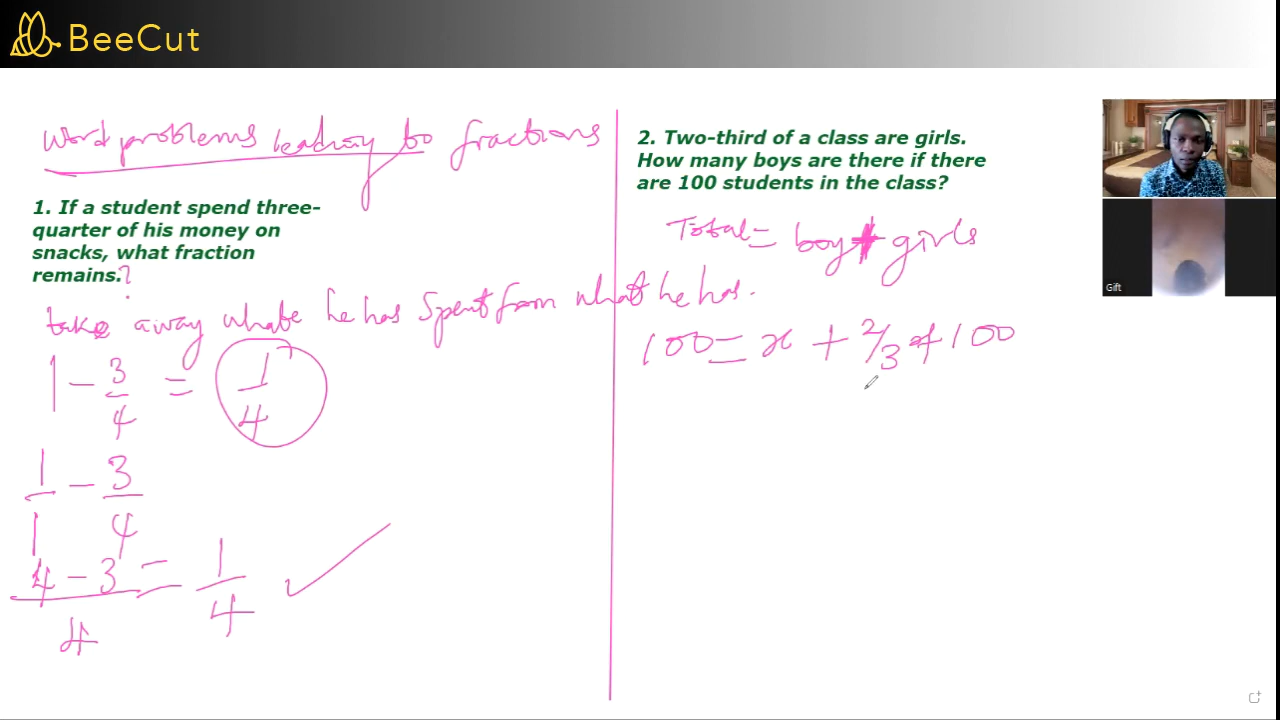 BeeCut
word problems leading to fractions
1. If a student spend three-
quarter of his money on
snacks, what fraction
remains.?
take away whate he has spent from what he has.
1 - 3/4 = 1/4
1/1 - 3/4
4 - 3/4 = 1/4 ✓
2. Two-third of a class are girls.
How many boys are there if there
are 100 students in the class?
Total = boy + girls
100 = x + 2/3 of 100
Gift